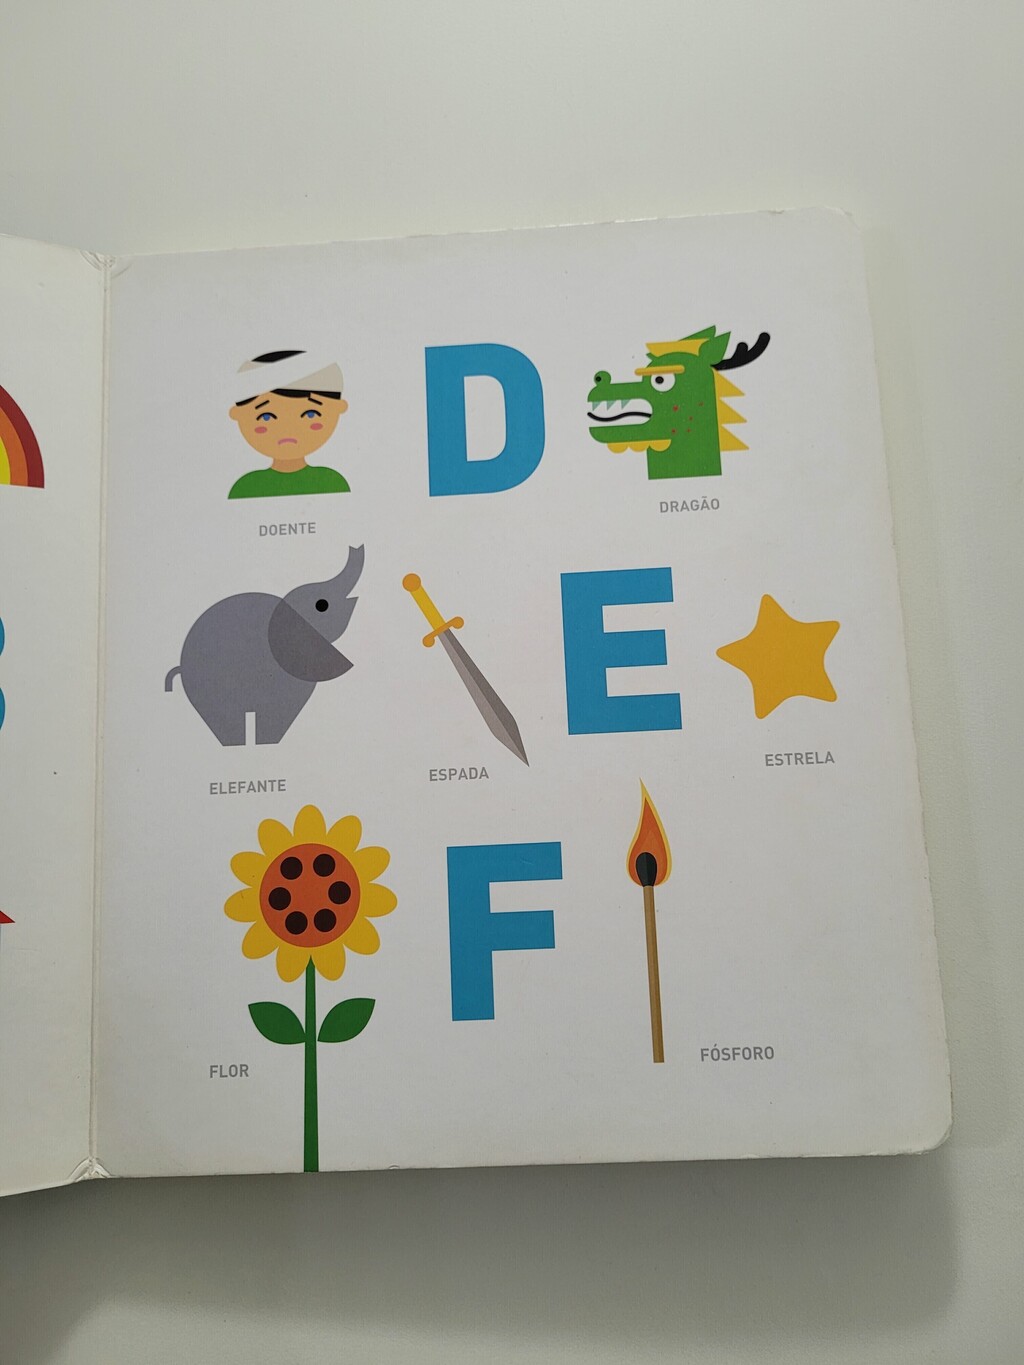 D
DOENTE
DRAGÃO
E
ELEFANTE
ESPADA
ESTRELA
F
FLOR
FÓSFORO